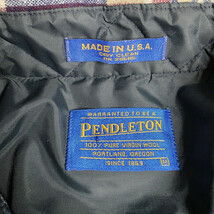 MADE IN U.S.A.
DRY CLEAN
WARRANTED TO BE A
PENDLETON
100% PURE VIRGIN WOOL
PORTLAND, OREGON
SINCE 1863
M